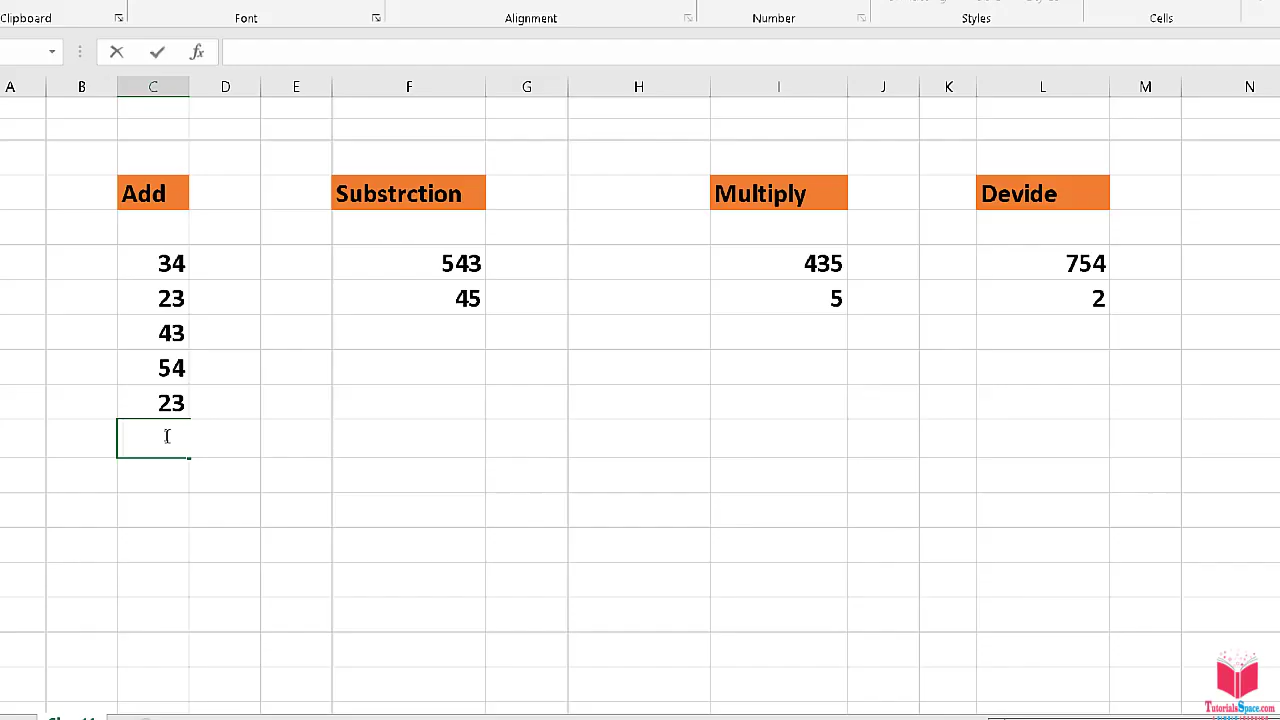 Clipboard Font Alignment Number Styles Cells
fx
A B C D E F G H I J K L M N
Add Substrction Multiply Devide
34 543 435 754
23 45 5 2
43
54
23
TutorialsSpace.com